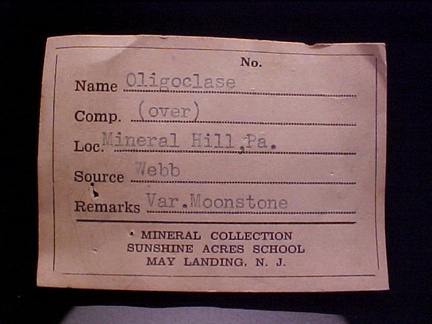 No.
Name Oligoclase
Comp. (over)
Loc. Mineral Hill, Pa.
Source Webb
Remarks Var. Moonstone
MINERAL COLLECTION
SUNSHINE ACRES SCHOOL
MAY LANDING, N. J.